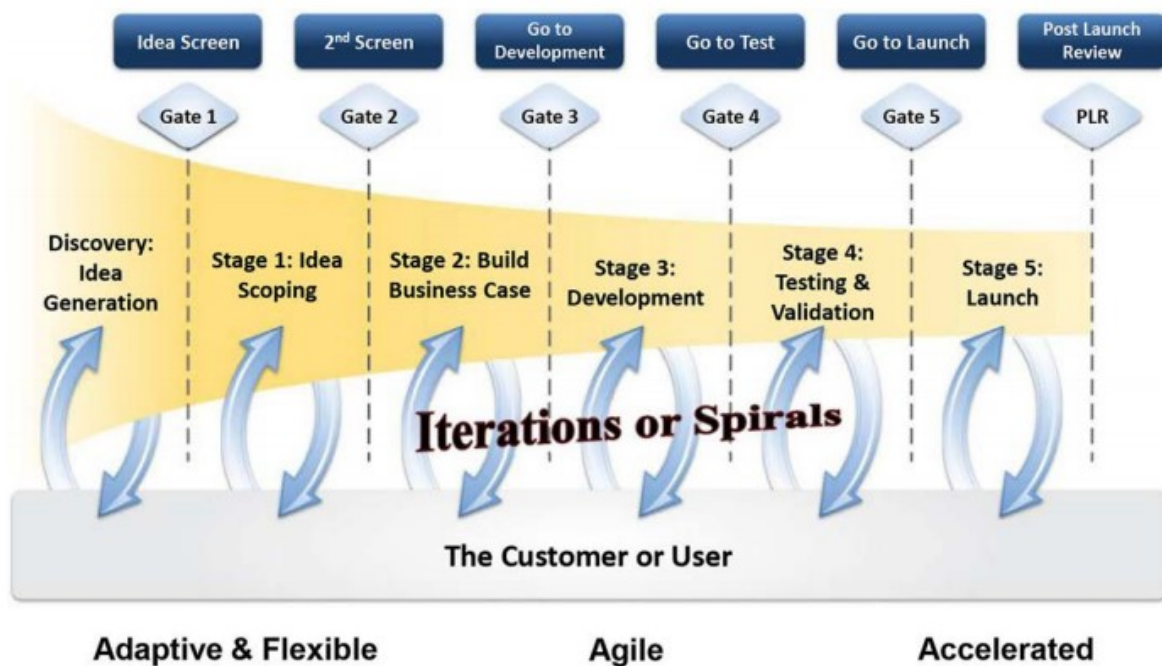 Idea Screen
2nd Screen
Go to
Development
Go to Test
Go to Launch
Post Launch
Review
Gate 1
Gate 2
Gate 3
Gate 4
Gate 5
PLR
Discovery:
Idea
Generation
Stage 1: Idea
Scoping
Stage 2: Build
Business Case
Stage 3:
Development
Stage 4:
Testing &
Validation
Stage 5:
Launch
Iterations or Spirals
The Customer or User
Adaptive & Flexible
Agile
Accelerated